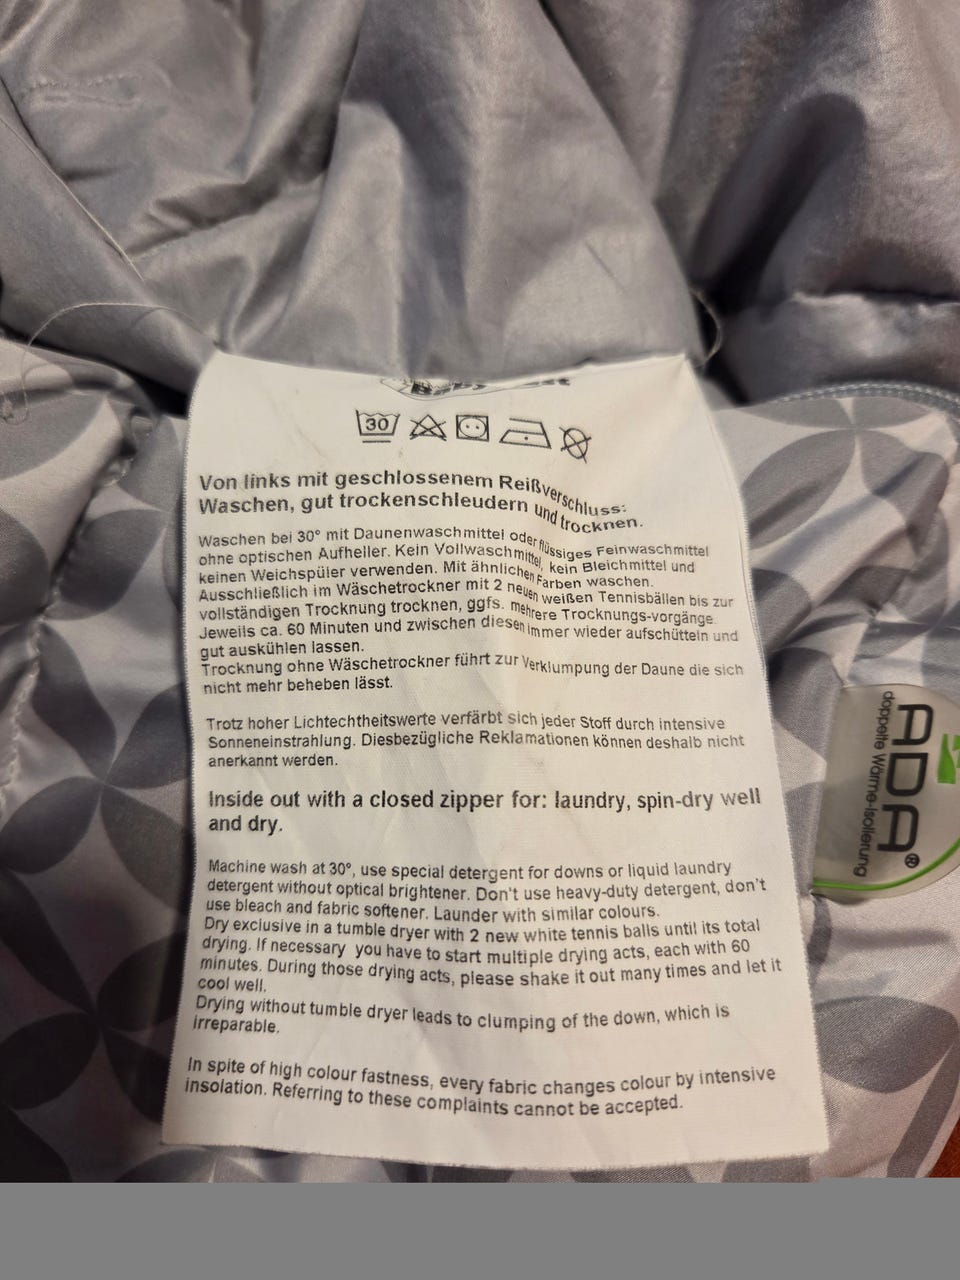 30
Von links mit geschlossenem Reißverschluss:
Waschen, gut trockenschleudern und trocknen.
Waschen bei 30° mit Daunenwaschmittel oder flüssiges Feinwaschmittel
ohne optischen Aufheller. Kein Vollwaschmittel, kein Bleichmittel und
keinen Weichspüler verwenden. Mit ähnlichen Farben waschen.
Ausschließlich im Wäschetrockner mit 2 neuen weißen Tennisbällen bis zur
vollständigen Trocknung trocknen, ggfs. mehrere Trocknungs-vorgänge.
Jeweils ca. 60 Minuten und zwischen diesen immer wieder aufschütteln und
gut auskühlen lassen.
Trocknung ohne Wäschetrockner führt zur Verklumpung der Daune die sich
nicht mehr beheben lässt.
Trotz hoher Lichtechtheitswerte verfärbt sich jeder Stoff durch intensive
Sonneneinstrahlung. Diesbezügliche Reklamationen können deshalb nicht
anerkannt werden.
Inside out with a closed zipper for: laundry, spin-dry well
and dry.
Machine wash at 30°, use special detergent for downs or liquid laundry
detergent without optical brightener. Don't use heavy-duty detergent, don't
use bleach and fabric softener. Launder with similar colours.
Dry exclusive in a tumble dryer with 2 new white tennis balls until its total
drying. If necessary you have to start multiple drying acts, each with 60
minutes. During those drying acts, please shake it out many times and let it
cool well.
Drying without tumble dryer leads to clumping of the down, which is
irreparable.
In spite of high colour fastness, every fabric changes colour by intensive
insolation. Referring to these complaints cannot be accepted.
ADA®
doppelte Wärme-Isolierung